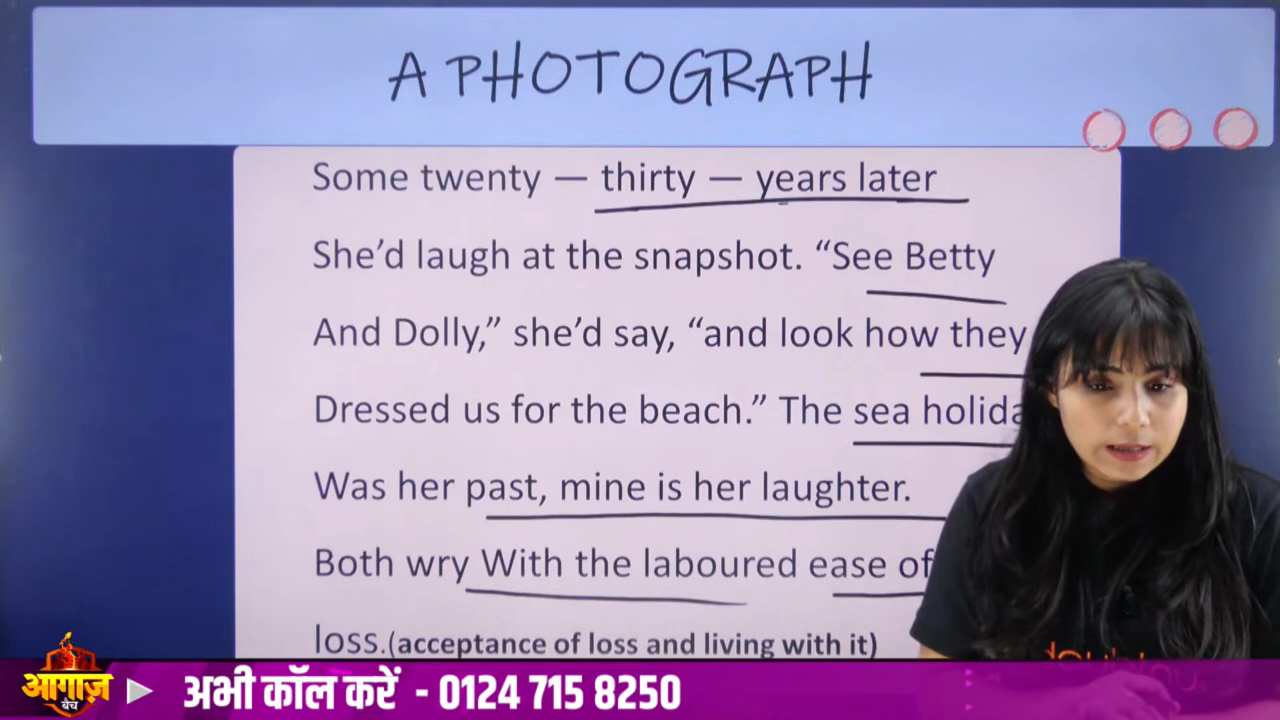 A PHOTOGRAPH
Some twenty — thirty — years later
She’d laugh at the snapshot. “See Betty
And Dolly,” she’d say, “and look how they
Dressed us for the beach.” The sea holida
Was her past, mine is her laughter.
Both wry With the laboured ease of
loss.(acceptance of loss and living with it)
आगाज़
बैच
अभी कॉल करें - 0124 715 8250